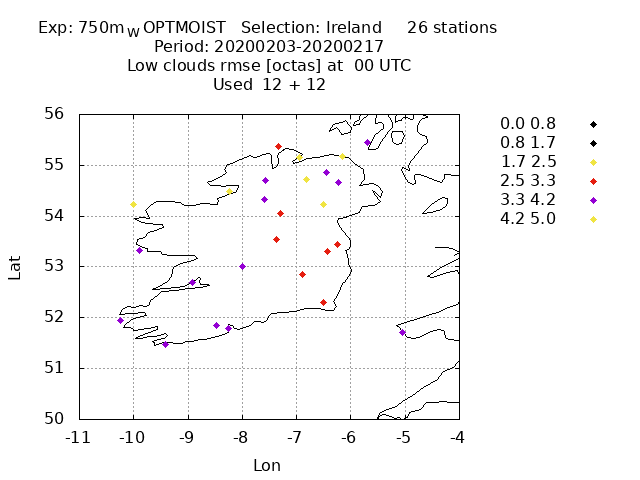 Exp: 750m_W OPTMOIST   Selection: Ireland     26 stations
Period: 20200203-20200217
Low clouds rmse [octas] at  00 UTC
Used  12 + 12
0.0 0.8
0.8 1.7
1.7 2.5
2.5 3.3
3.3 4.2
4.2 5.0
56
55
54
53
52
51
50
Lat
-11 -10 -9 -8 -7 -6 -5 -4
Lon